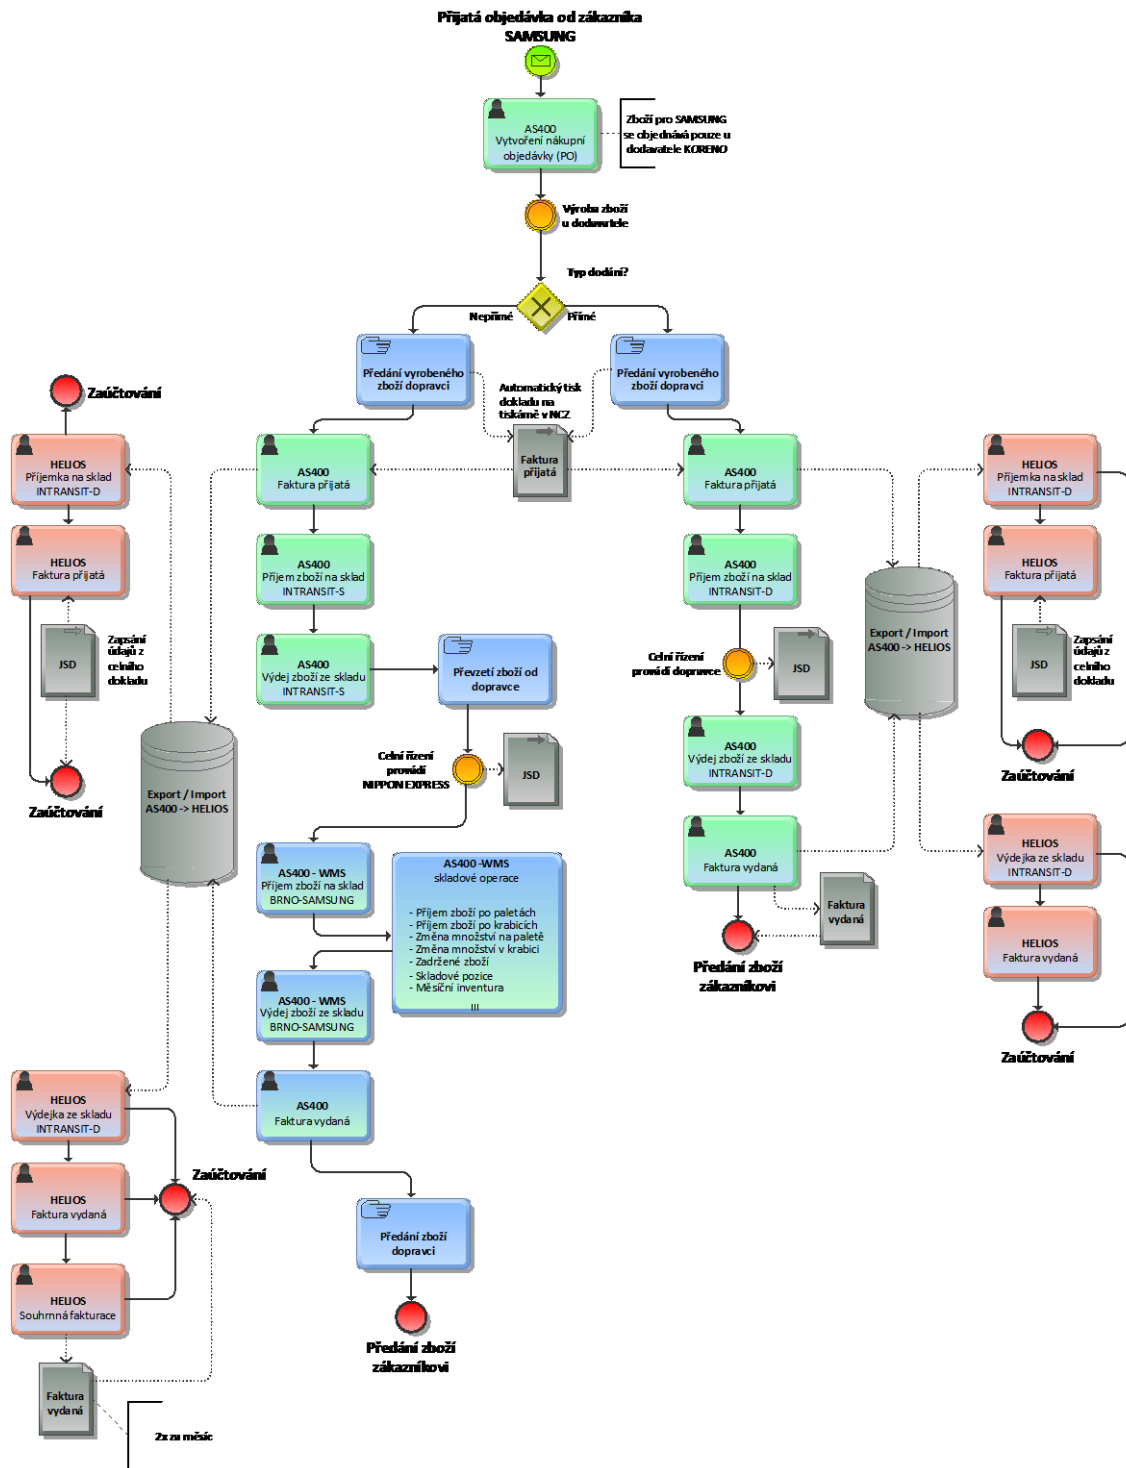 Přijatá objedávka od zákazníka
SAMSUNG
AS400
Vytvoření nákupní
objedávky (PO)
Zboží pro SAMSUNG
se objednává pouze u
dodavatele KORENO
Výroba zboží
u dodavatele
Typ dodání?
Nepřímé
Přímé
Předání vyrobeného
zboží dopravci
Předání vyrobeného
zboží dopravci
Automatický tisk
dokladu na
tiskárně v NCZ
Faktura
přijatá
Zaúčtování
HELIOS
Příjemka na sklad
INTRANSIT-D
HELIOS
Faktura přijatá
JSD
Zapsání
údajů z
celního
dokladu
Zaúčtování
AS400
Faktura přijatá
AS400
Příjem zboží na sklad
INTRANSIT-S
AS400
Výdej zboží ze skladu
INTRANSIT-S
Převzetí zboží od
dopravce
Celní řízení
provídí
NIPPON EXPRESS
JSD
Export / Import
AS400 -> HELIOS
AS400 - WMS
Příjem zboží na sklad
BRNO-SAMSUNG
AS400 -WMS
skladové operace
- Příjem zboží po paletách
- Příjem zboží po krabicích
- Změna množství na paletě
- Změna množství v krabici
- Zadržené zboží
- Skladové pozice
- Měsíční inventura
AS400 - WMS
Výdej zboží ze skladu
BRNO-SAMSUNG
AS400
Faktura vydaná
Předání zboží
dopravci
Předání zboží
zákazníkovi
HELIOS
Výdejka ze skladu
INTRANSIT-D
Zaúčtování
HELIOS
Faktura vydaná
HELIOS
Souhrnná fakturace
Faktura
vydaná
2x za měsíc
AS400
Faktura přijatá
AS400
Příjem zboží na sklad
INTRANSIT-D
Celní řízení
provídí dopravce
JSD
AS400
Výdej zboží ze skladu
INTRANSIT-D
AS400
Faktura vydaná
Faktura
vydaná
Předání zboží
zákazníkovi
Export / Import
AS400 -> HELIOS
HELIOS
Příjemka na sklad
INTRANSIT-D
HELIOS
Faktura přijatá
JSD
Zapsání
údajů z
celního
dokladu
Zaúčtování
HELIOS
Výdejka ze skladu
INTRANSIT-D
HELIOS
Faktura vydaná
Zaúčtování